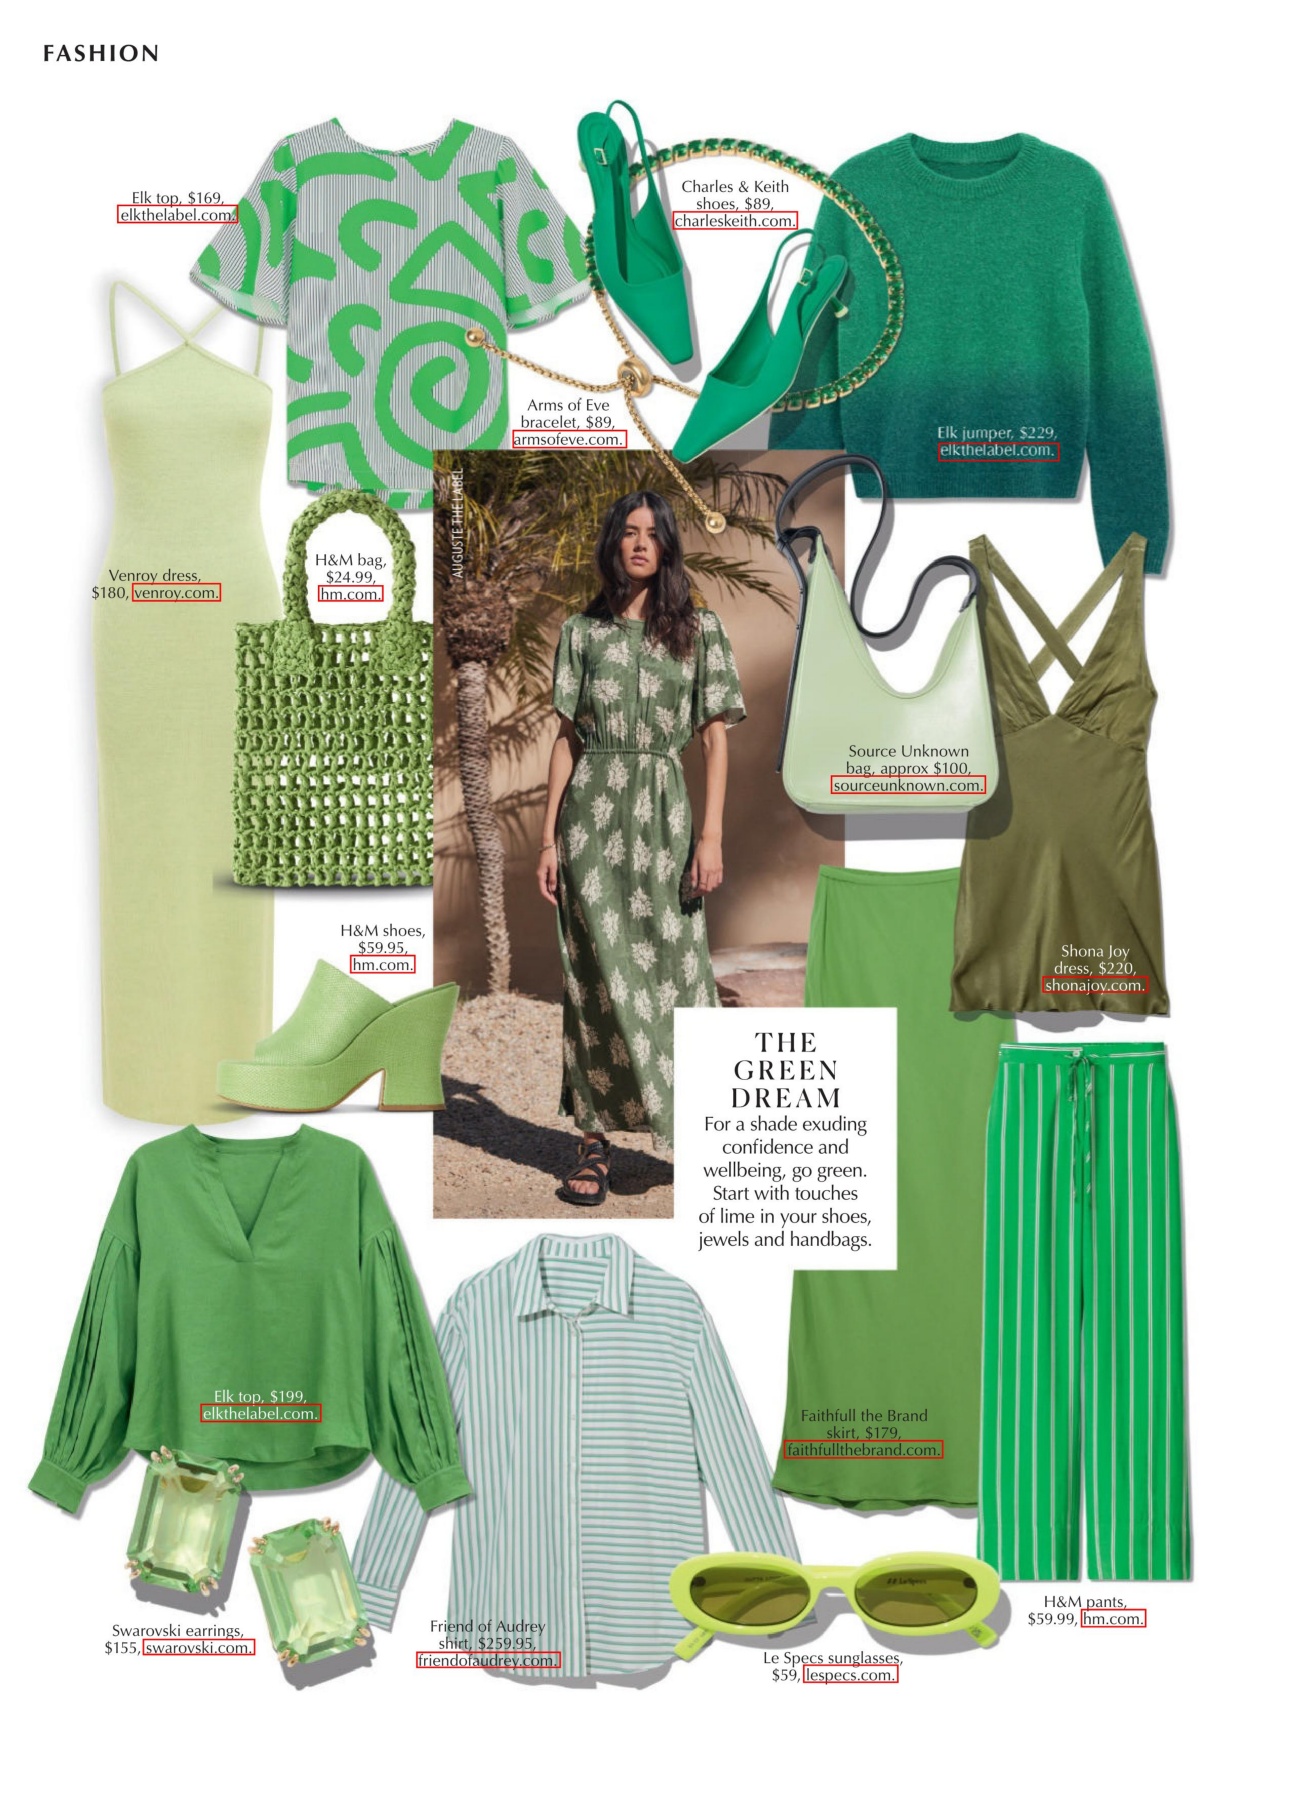 FASHION
Elk top, $169,
elkthelabel.com.
Charles & Keith
shoes, $89,
charleskeith.com.
Arms of Eve
bracelet, $89,
armsofeve.com.
Elk jumper, $229,
elkthelabel.com.
AUGUSTE THE LABEL
Venroy dress,
$180, venroy.com.
H&M bag,
$24.99,
hm.com.
Source Unknown
bag, approx $100,
sourceunknown.com.
H&M shoes,
$59.95,
hm.com.
Shona Joy
dress, $220,
shonajoy.com.
THE
GREEN
DREAM
For a shade exuding
confidence and
wellbeing, go green.
Start with touches
of lime in your shoes,
jewels and handbags.
Elk top, $199,
elkthelabel.com.
Faithfull the Brand
skirt, $179,
faithfullthebrand.com.
Swarovski earrings,
$155, swarovski.com.
Friend of Audrey
shirt, $259.95,
friendofaudrey.com.
Le Specs
Le Specs sunglasses,
$59, lespecs.com.
H&M pants,
$59.99, hm.com.